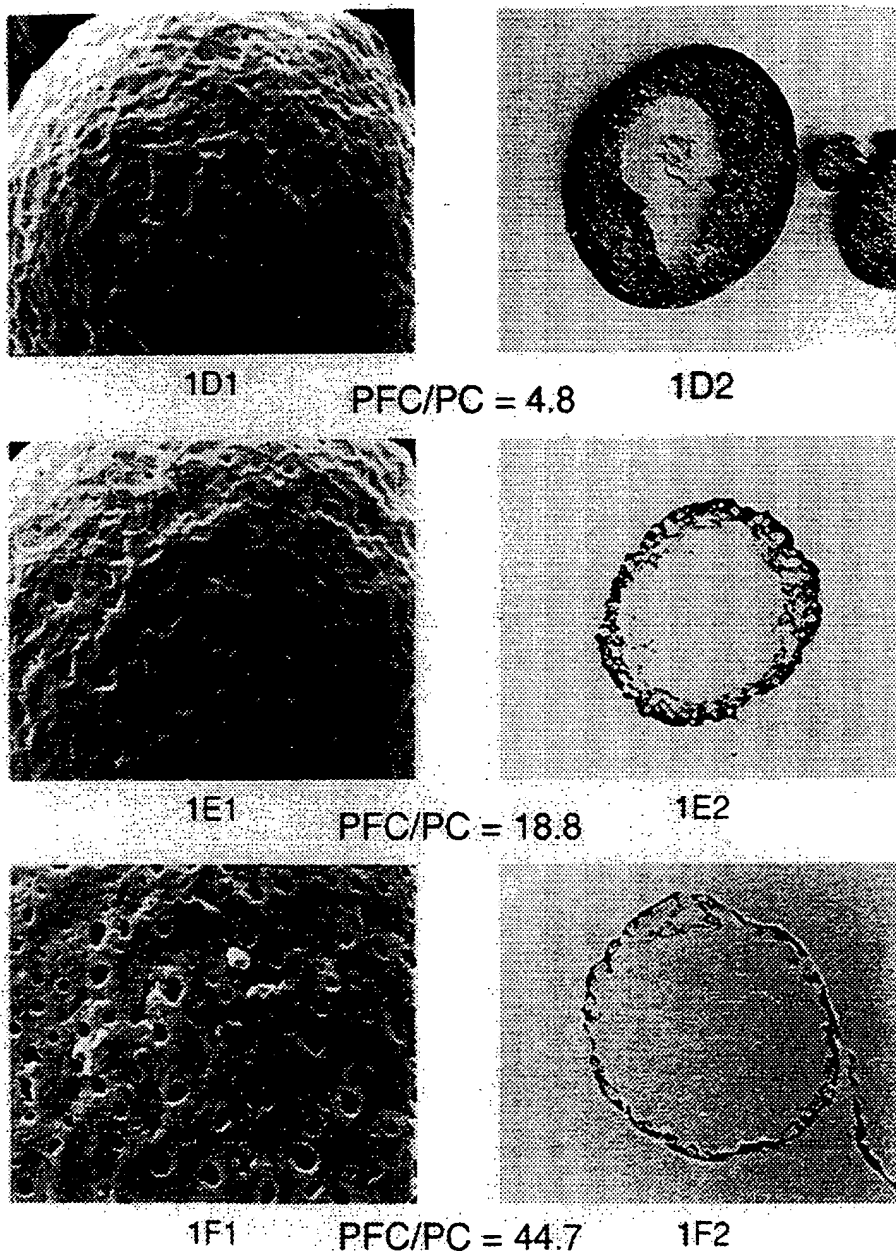 1D1 PFC/PC = 4.8 1D2
1E1 PFC/PC = 18.8 1E2
1F1 PFC/PC = 44.7 1F2